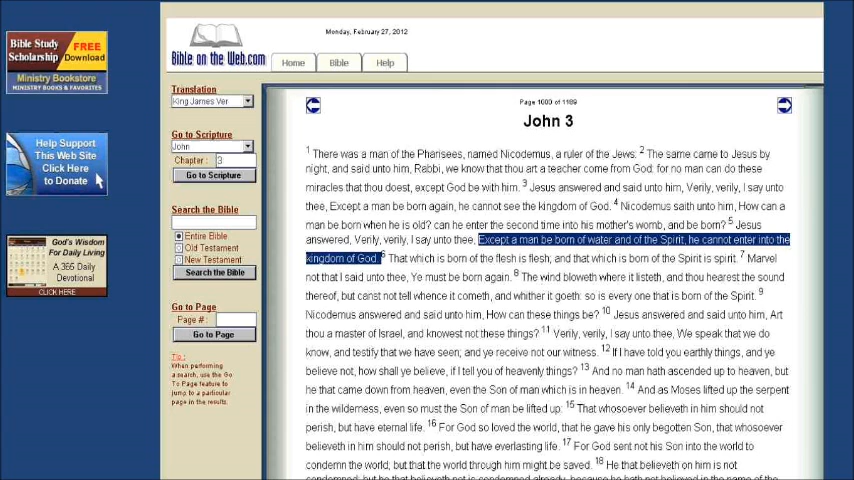 Monday, February 27, 2012
Bible on the Web.com
Home
Bible
Help
Bible Study
Scholarship
FREE
Download
Ministry Bookstore
MINISTRY BOOKS & FAVORITES
Help Support
This Web Site
Click Here
to Donate
God's Wisdom
For Daily Living
A 365 Daily
Devotional
CLICK HERE
Translation
King James Ver
Go to Scripture
John
Chapter : 3
Go to Scripture
Search the Bible
Entire Bible
Old Testament
New Testament
Search the Bible
Go to Page
Page # :
Go to Page
Tip :
When performing
a search, use the Go
To Page feature to
jump to a particular
page in the results.
Page 1000 of 1189
John 3
1 There was a man of the Pharisees, named Nicodemus, a ruler of the Jews: 2 The same came to Jesus by
night, and said unto him, Rabbi, we know that thou art a teacher come from God: for no man can do these
miracles that thou doest, except God be with him. 3 Jesus answered and said unto him, Verily, verily, I say unto
thee, Except a man be born again, he cannot see the kingdom of God. 4 Nicodemus saith unto him, How can a
man be born when he is old? can he enter the second time into his mother's womb, and be born? 5 Jesus
answered, Verily, verily, I say unto thee, Except a man be born of water and of the Spirit, he cannot enter into the
kingdom of God. 6 That which is born of the flesh is flesh; and that which is born of the Spirit is spirit. 7 Marvel
not that I said unto thee, Ye must be born again. 8 The wind bloweth where it listeth, and thou hearest the sound
thereof, but canst not tell whence it cometh, and whither it goeth: so is every one that is born of the Spirit. 9
Nicodemus answered and said unto him, How can these things be? 10 Jesus answered and said unto him, Art
thou a master of Israel, and knowest not these things? 11 Verily, verily, I say unto thee, We speak that we do
know, and testify that we have seen; and ye receive not our witness. 12 If I have told you earthly things, and ye
believe not, how shall ye believe, if I tell you of heavenly things? 13 And no man hath ascended up to heaven, but
he that came down from heaven, even the Son of man which is in heaven. 14 And as Moses lifted up the serpent
in the wilderness, even so must the Son of man be lifted up: 15 That whosoever believeth in him should not
perish, but have eternal life. 16 For God so loved the world, that he gave his only begotten Son, that whosoever
believeth in him should not perish, but have everlasting life. 17 For God sent not his Son into the world to
condemn the world; but that the world through him might be saved. 18 He that believeth on him is not
condemned: but he that believeth not is condemned already, because he hath not believed in the name of the